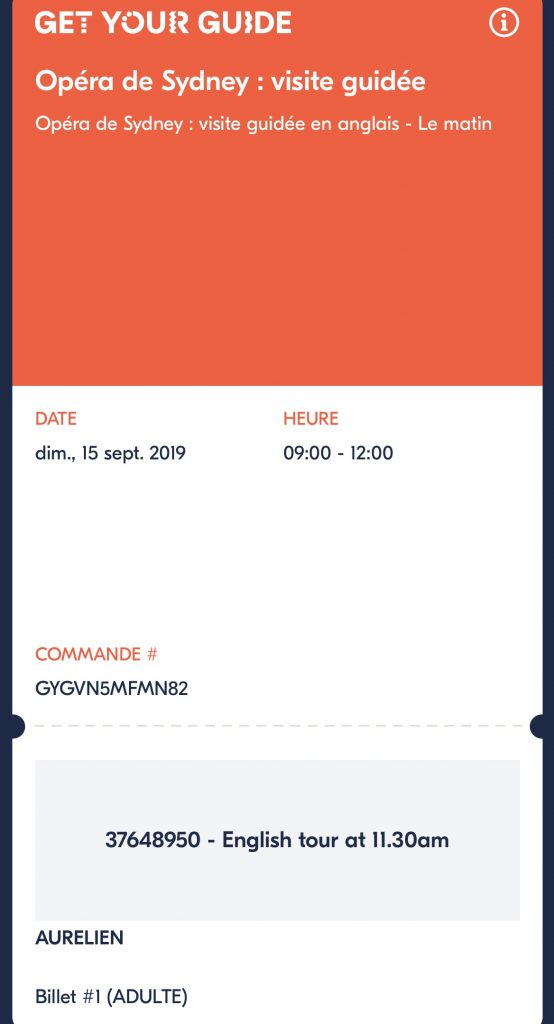 GET YOUR GUIDE
Opéra de Sydney : visite guidée
Opéra de Sydney : visite guidée en anglais - Le matin
DATE
HEURE
dim., 15 sept. 2019
09:00 - 12:00
COMMANDE #
GYGVN5MFMN82
37648950 - English tour at 11.30am
AURELIEN
Billet #1 (ADULTE)